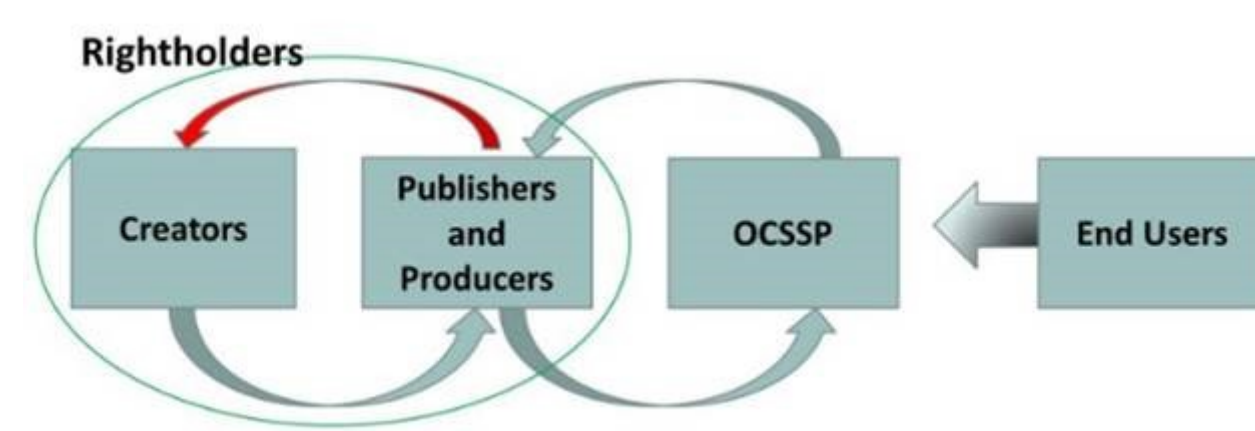 Rightholders
Creators
Publishers
and
Producers
OCSSP
End Users